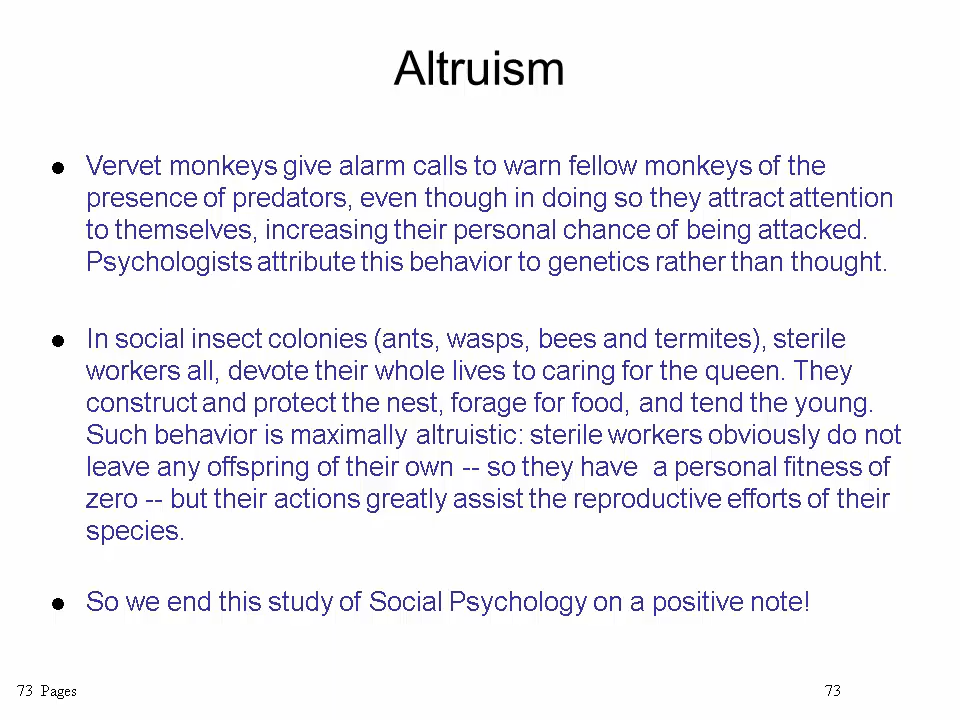 Altruism
● Vervet monkeys give alarm calls to warn fellow monkeys of the
presence of predators, even though in doing so they attract attention
to themselves, increasing their personal chance of being attacked.
Psychologists attribute this behavior to genetics rather than thought.
● In social insect colonies (ants, wasps, bees and termites), sterile
workers all, devote their whole lives to caring for the queen. They
construct and protect the nest, forage for food, and tend the young.
Such behavior is maximally altruistic: sterile workers obviously do not
leave any offspring of their own -- so they have  a personal fitness of
zero -- but their actions greatly assist the reproductive efforts of their
species.
● So we end this study of Social Psychology on a positive note!
73 Pages 73